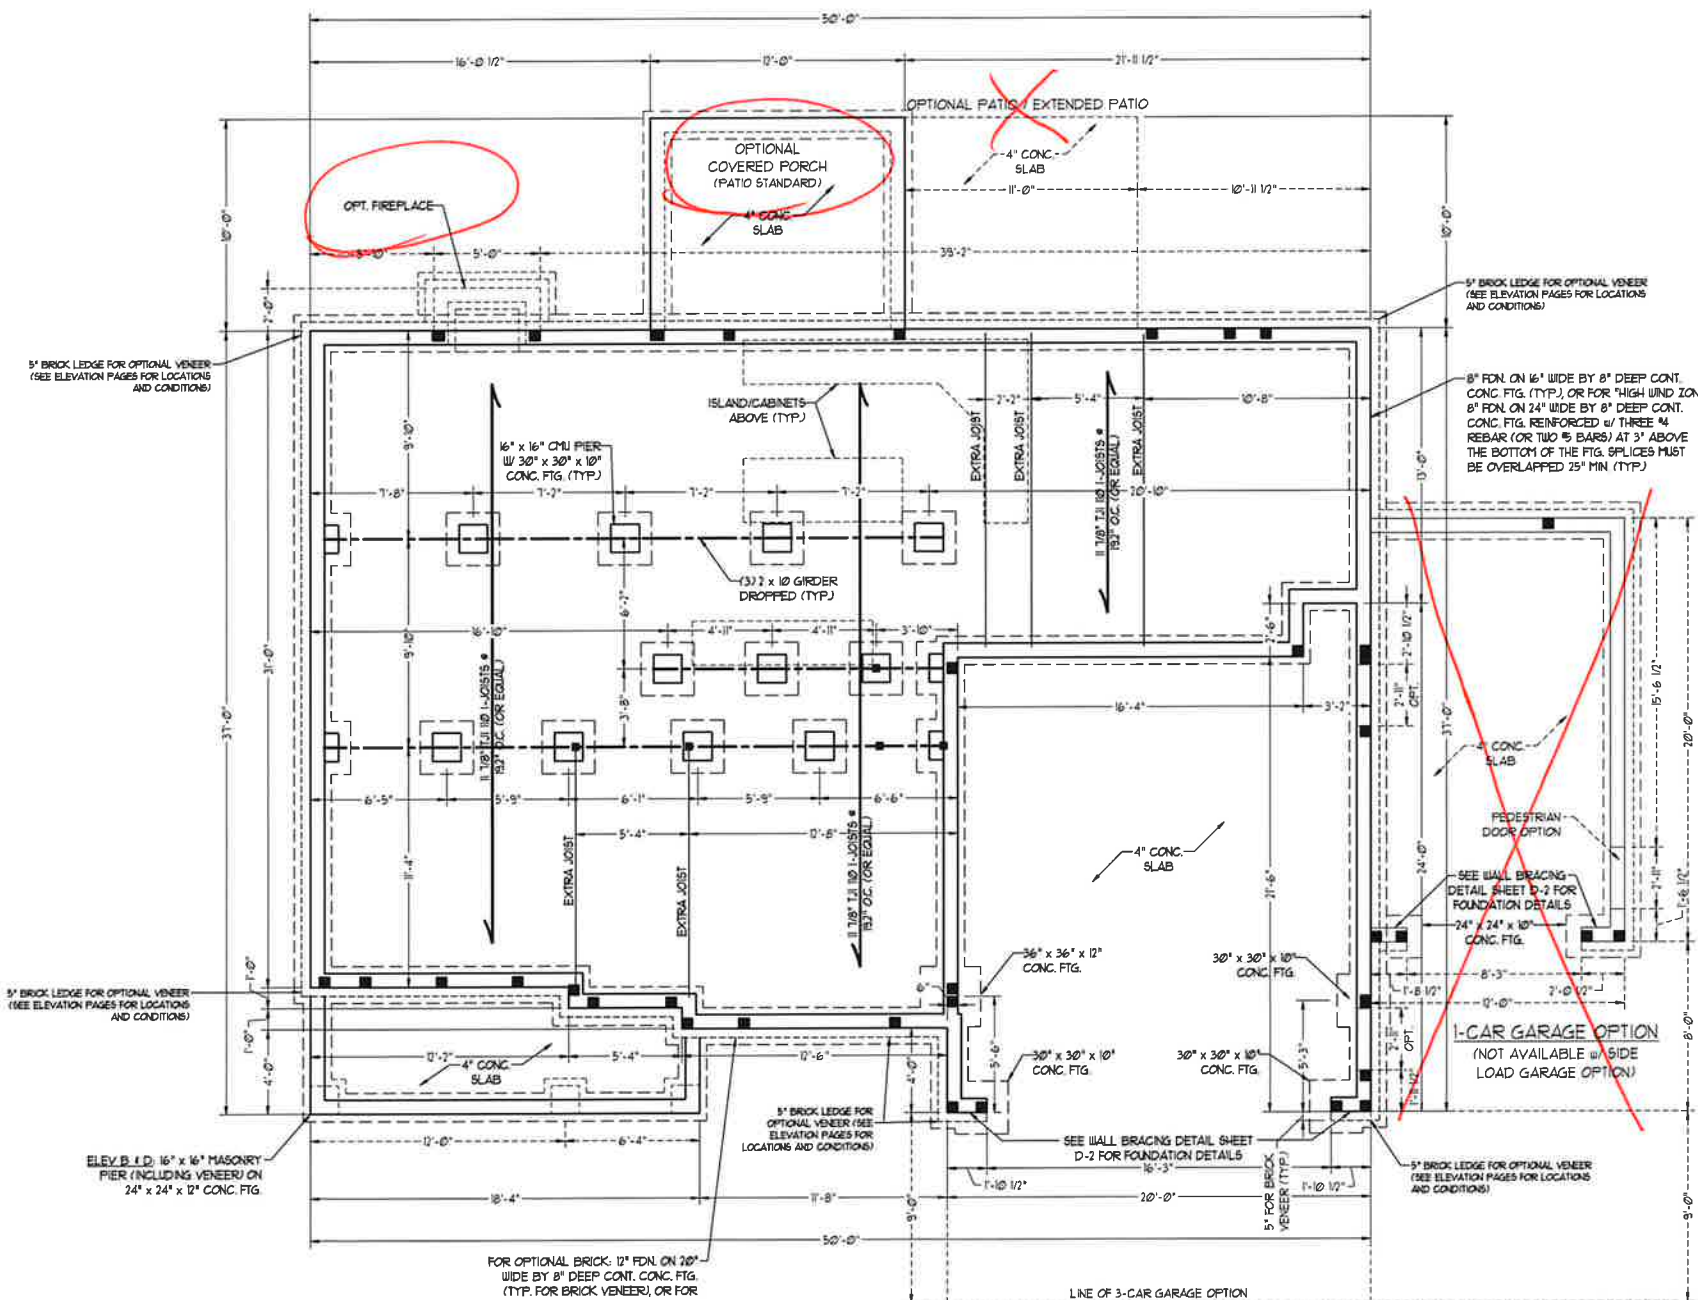 50'-0"
16'-0 1/2"
12'-0"
21'-11 1/2"
OPTIONAL PATIO / EXTENDED PATIO
OPTIONAL
COVERED PORCH
(PATIO STANDARD)
4" CONC.
SLAB
4" CONC.
SLAB
11'-0"
10'-11 1/2"
OPT. FIREPLACE
10'-0"
10'-0"
5'-10"
5'-0"
39'-2"
2'-0"
5" BRICK LEDGE FOR OPTIONAL VENEER
(SEE ELEVATION PAGES FOR LOCATIONS
AND CONDITIONS)
5" BRICK LEDGE FOR OPTIONAL VENEER
(SEE ELEVATION PAGES FOR LOCATIONS
AND CONDITIONS)
8" FDN. ON 16" WIDE BY 8" DEEP CONT.
CONC. FTG. (TYP.), OR FOR "HIGH WIND ZON
8" FDN. ON 24" WIDE BY 8" DEEP CONT.
CONC. FTG. REINFORCED w/ THREE #4
REBAR (OR TWO #5 BARS) AT 3" ABOVE
THE BOTTOM OF THE FTG. SPLICES MUST
BE OVERLAPPED 25" MIN. (TYP.)
ISLAND/CABINETS
ABOVE (TYP.)
2'-2"
5'-4"
10'-8"
EXTRA JOIST
EXTRA JOIST
EXTRA JOIST
11 7/8" TJI 110 I-JOISTS @
19.2" O.C. (OR EQUAL)
16" x 16" CMU PIER
W/ 30" x 30" x 10"
CONC. FTG. (TYP.)
9'-10"
13'-0"
7'-8"
7'-2"
7'-2"
7'-2"
20'-10"
(3) 2 x 10 GIRDER
DROPPED (TYP.)
6'-2"
16'-10"
4'-11"
4'-11"
3'-10"
2'-6"
2'-10 1/2"
9'-10"
31'-0"
37'-0"
11 7/8" TJI 110 I-JOISTS @
19.2" O.C. (OR EQUAL)
3'-8"
16'-4"
3'-2"
2'-11"
OPT.
37'-0"
15'-6 1/2"
20'-0"
4" CONC.
SLAB
6'-5"
5'-9"
6'-1"
5'-9"
6'-6"
5'-4"
12'-8"
11'-4"
EXTRA JOIST
EXTRA JOIST
11 7/8" TJI 110 I-JOISTS @
19.2" O.C. (OR EQUAL)
4" CONC.
SLAB
21'-6"
24'-0"
PEDESTRIAN
DOOR OPTION
SEE WALL BRACING
DETAIL SHEET D-2 FOR
FOUNDATION DETAILS
2'-11"
1'-6 1/2"
24" x 24" x 10"
CONC. FTG.
36" x 36" x 12"
CONC. FTG.
30" x 30" x 10"
CONC. FTG.
8'-3"
1'-8 1/2"
2'-0 1/2"
12'-0"
1-CAR GARAGE OPTION
(NOT AVAILABLE w/ SIDE
LOAD GARAGE OPTION)
5" BRICK LEDGE FOR OPTIONAL VENEER
(SEE ELEVATION PAGES FOR LOCATIONS
AND CONDITIONS)
1'-0"
1'-0"
4'-0"
6"
12'-2"
5'-4"
12'-6"
4" CONC.
SLAB
4'-0"
5'-6"
5'-3"
30" x 30" x 10"
CONC. FTG.
30" x 30" x 10"
CONC. FTG.
2'-11"
OPT.
1'-11 1/2"
8'-0"
12'-0"
6'-4"
5" BRICK LEDGE FOR
OPTIONAL VENEER (SEE
ELEVATION PAGES FOR
LOCATIONS AND CONDITIONS)
SEE WALL BRACING DETAIL SHEET
D-2 FOR FOUNDATION DETAILS
ELEV B & D: 16" x 16" MASONRY
PIER (INCLUDING VENEER) ON
24" x 24" x 12" CONC. FTG.
5" BRICK LEDGE FOR OPTIONAL VENEER
(SEE ELEVATION PAGES FOR LOCATIONS
AND CONDITIONS)
16'-3"
1'-10 1/2"
1'-10 1/2"
5" FOR BRICK
VENEER (TYP.)
18'-4"
11'-8"
20'-0"
9'-0"
9'-0"
50'-0"
FOR OPTIONAL BRICK: 12" FDN. ON 20"
WIDE BY 8" DEEP CONT. CONC. FTG.
(TYP. FOR BRICK VENEER), OR FOR
LINE OF 3-CAR GARAGE OPTION